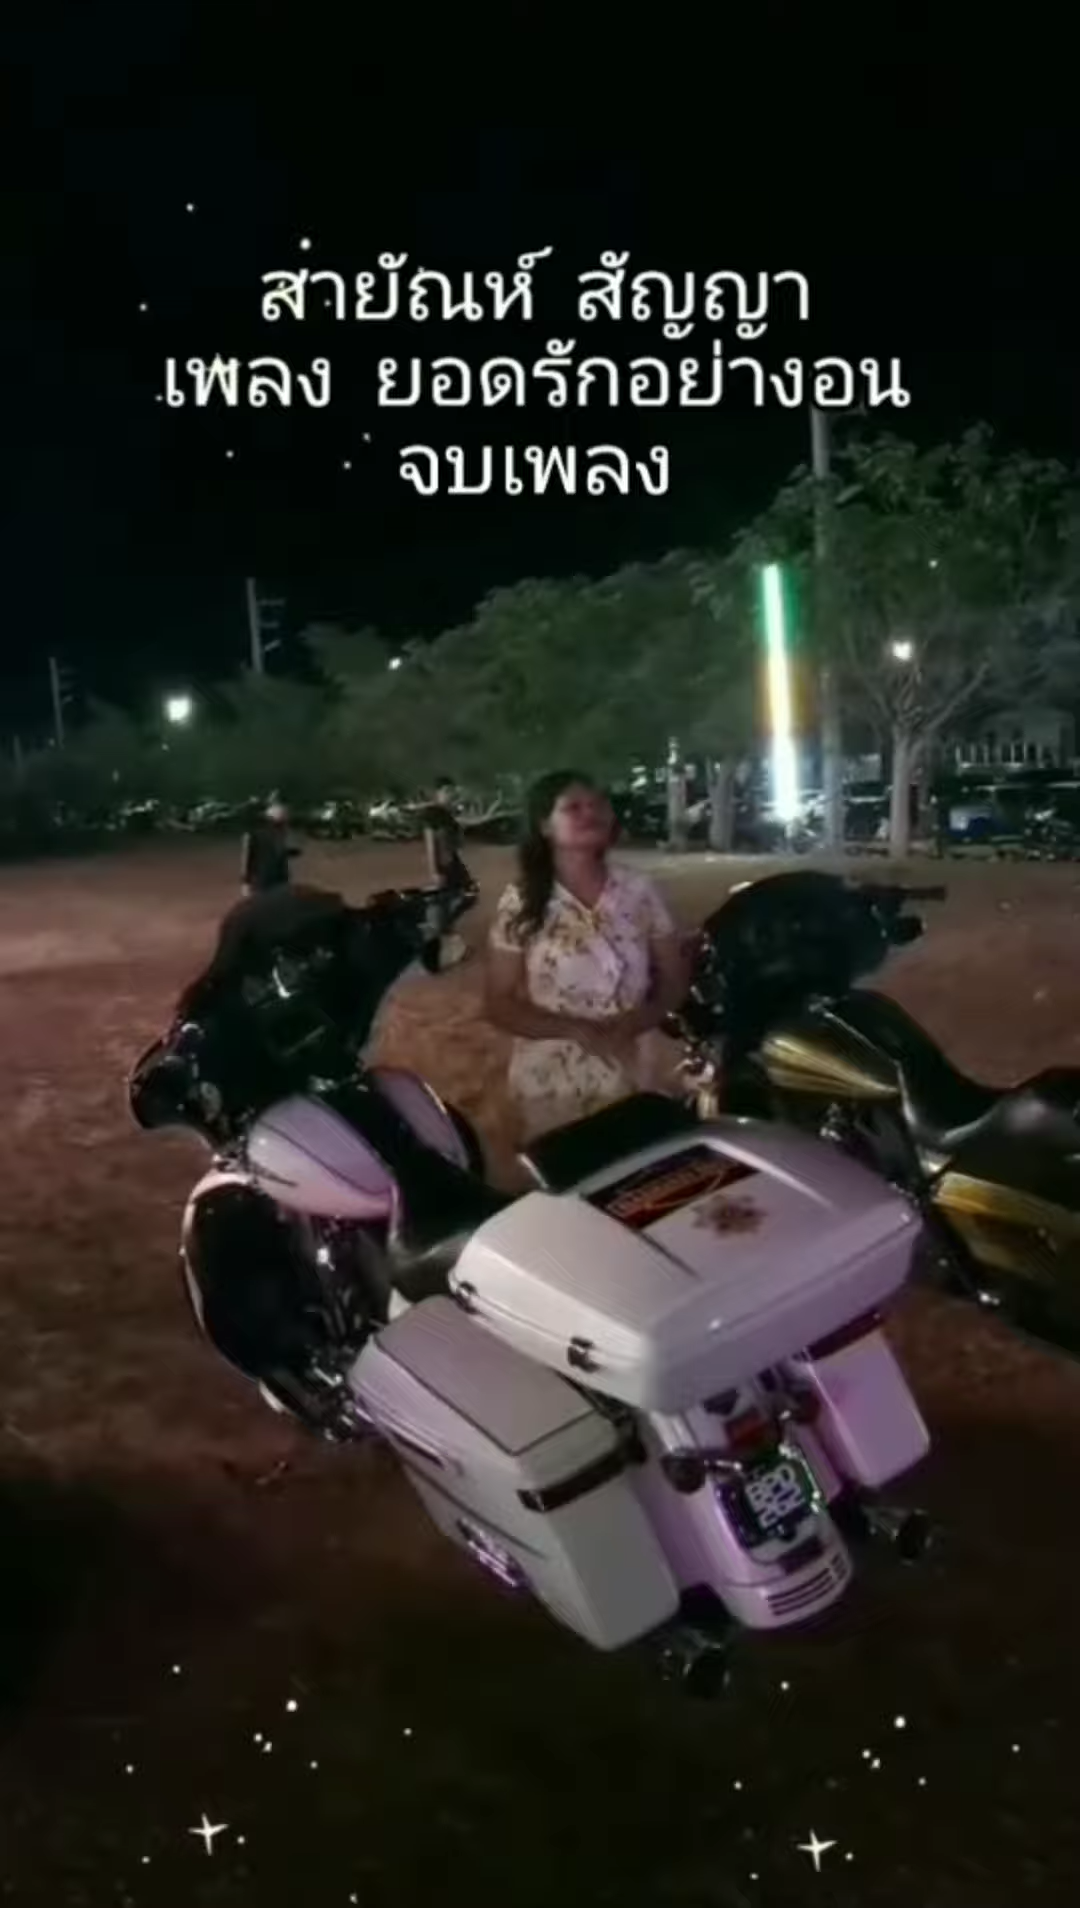 สายัณห์ สัญญา
เพลง ยอดรักอย่างอน
จบเพลง